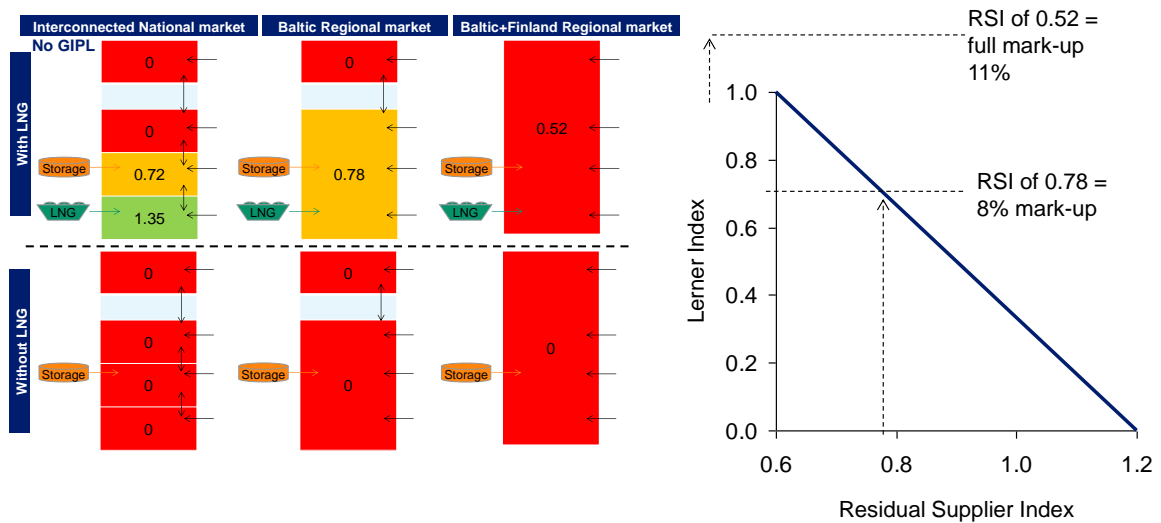 Interconnected National market
Baltic Regional market
Baltic+Finland Regional market
No GIPL
With LNG
0
0
0.72
1.35
Storage
LNG
0
0.78
Storage
LNG
0.52
Storage
LNG
Without LNG
0
0
0
0
Storage
0
0
Storage
0
Storage
RSI of 0.52 =
full mark-up
11%
RSI of 0.78 =
8% mark-up
Lerner Index
1.0
0.8
0.6
0.4
0.2
0.0
0.6
0.8
1.0
1.2
Residual Supplier Index